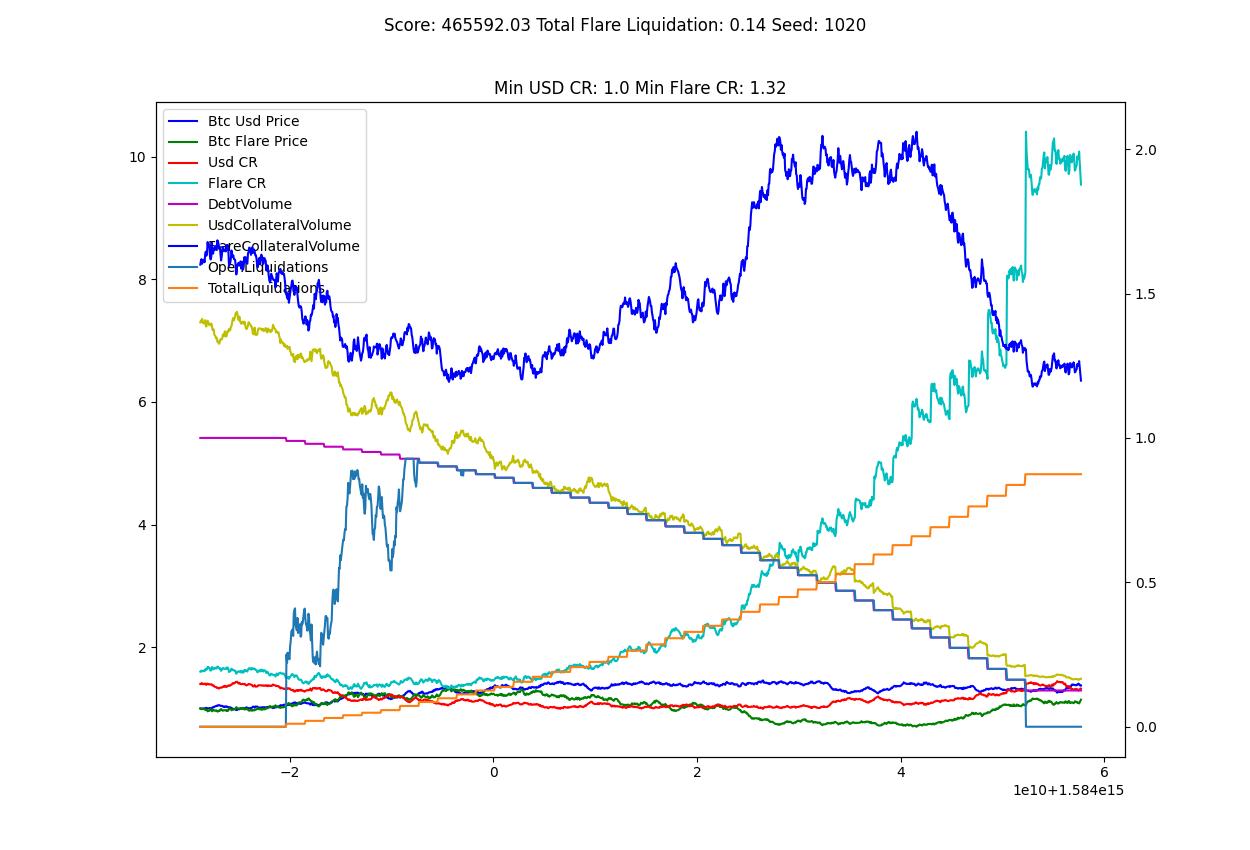 Score: 465592.03 Total Flare Liquidation: 0.14 Seed: 1020
Min USD CR: 1.0 Min Flare CR: 1.32
Btc Usd Price
Btc Flare Price
Usd CR
Flare CR
DebtVolume
UsdCollateralVolume
FlareCollateralVolume
OpenLiquidations
TotalLiquidations
10
8
6
4
2
2.0
1.5
1.0
0.5
0.0
−2
0
2
4
6
1e10+1.584e15